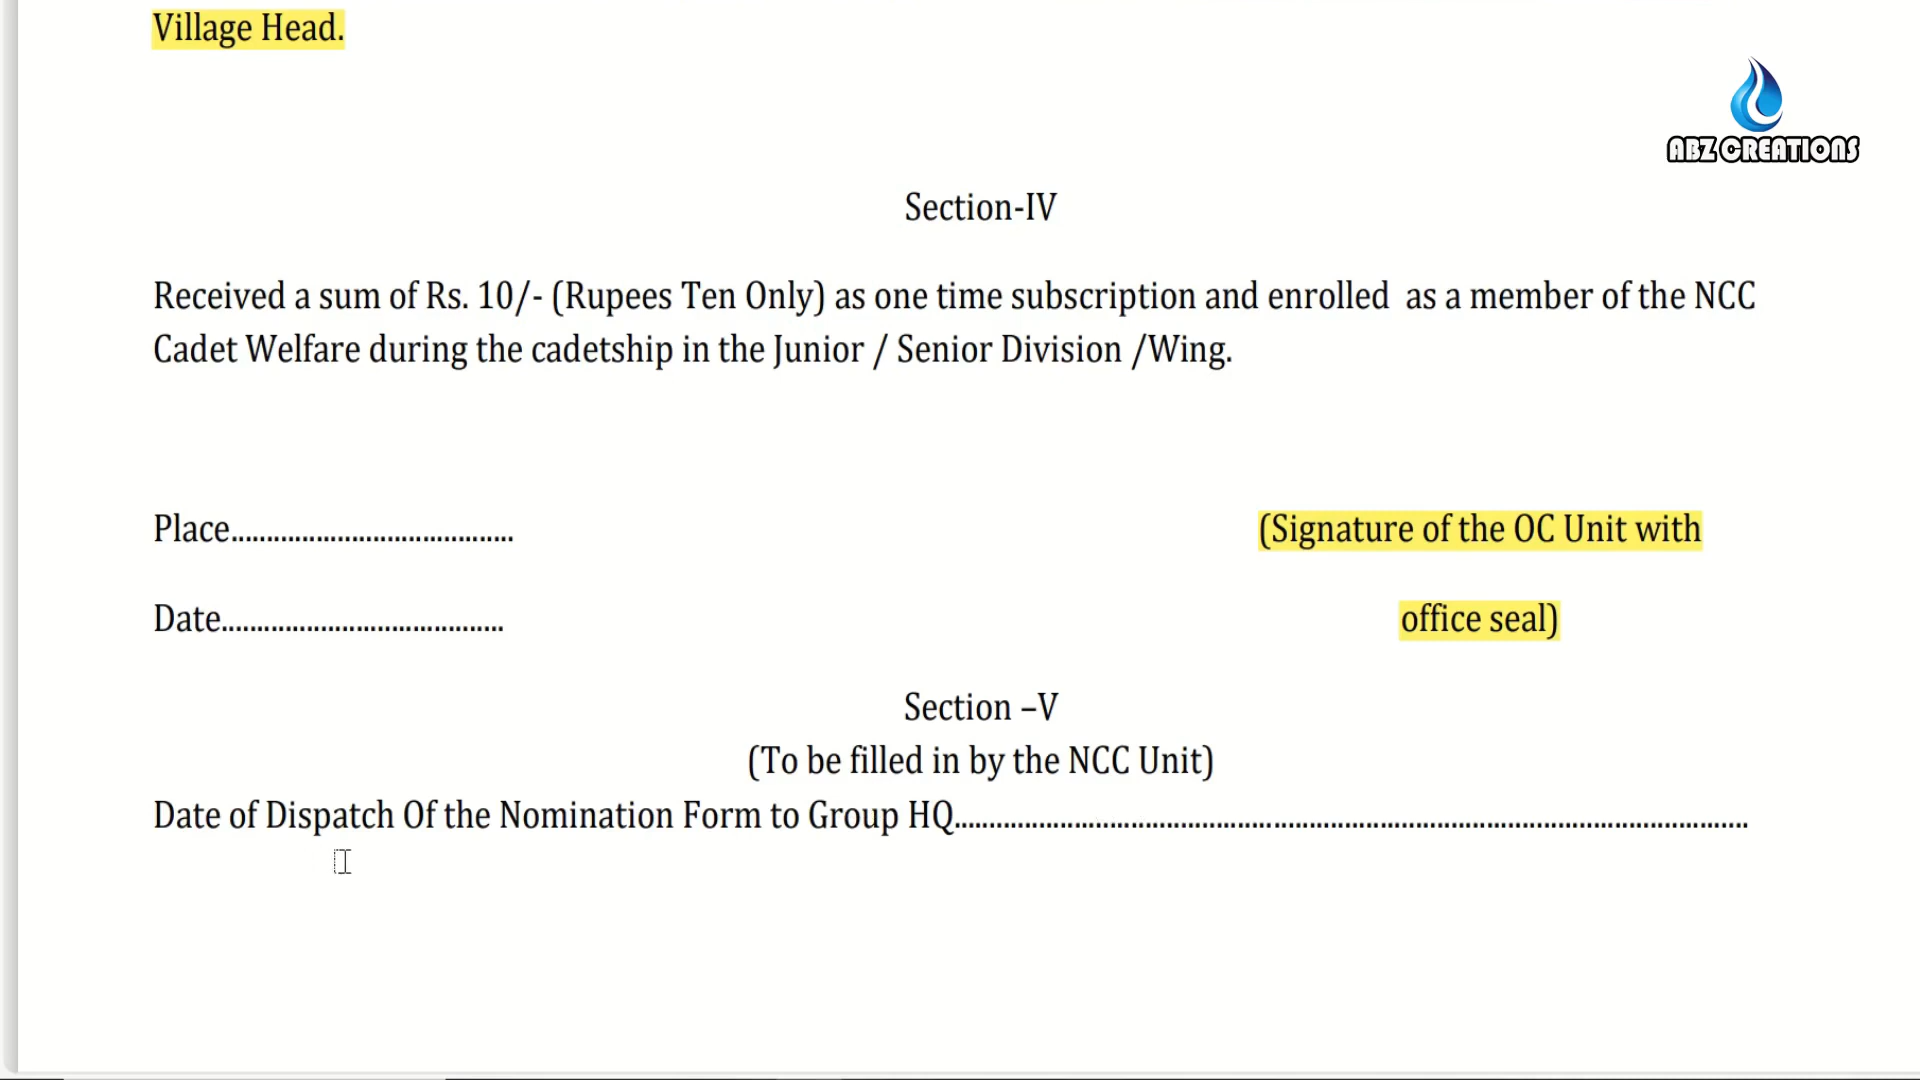 Village Head.
ABZ CREATIONS
Section-IV
Received a sum of Rs. 10/- (Rupees Ten Only) as one time subscription and enrolled  as a member of the NCC
Cadet Welfare during the cadetship in the Junior / Senior Division /Wing.
Place........................................
(Signature of the OC Unit with
Date........................................
office seal)
Section –V
(To be filled in by the NCC Unit)
Date of Dispatch Of the Nomination Form to Group HQ................................................................................................................